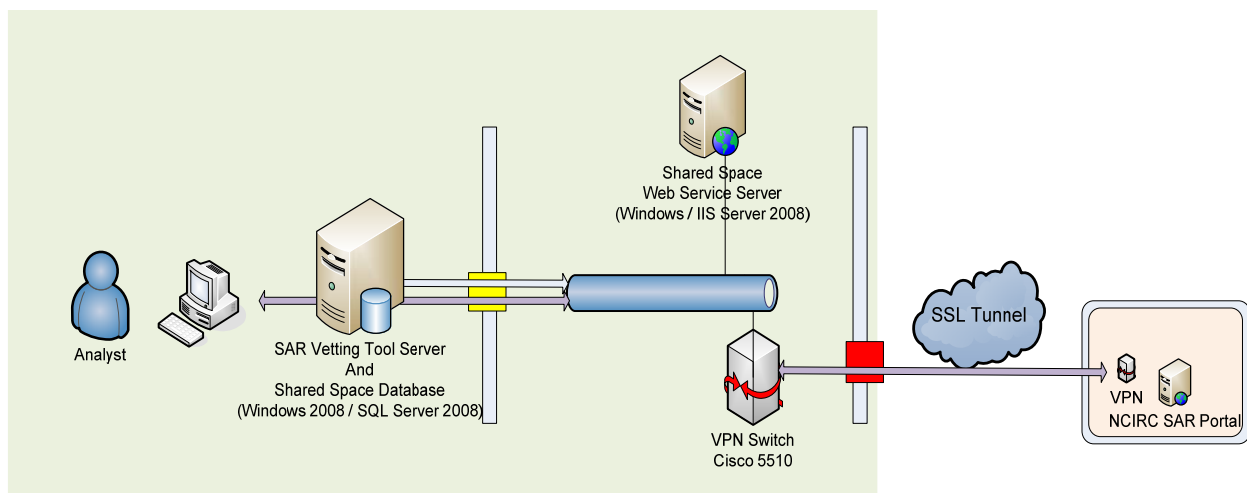 Shared Space
Web Service Server
(Windows / IIS Server 2008)
Analyst
SAR Vetting Tool Server
And
Shared Space Database
(Windows 2008 / SQL Server 2008)
VPN Switch
Cisco 5510
SSL Tunnel
VPN
NCIRC SAR Portal